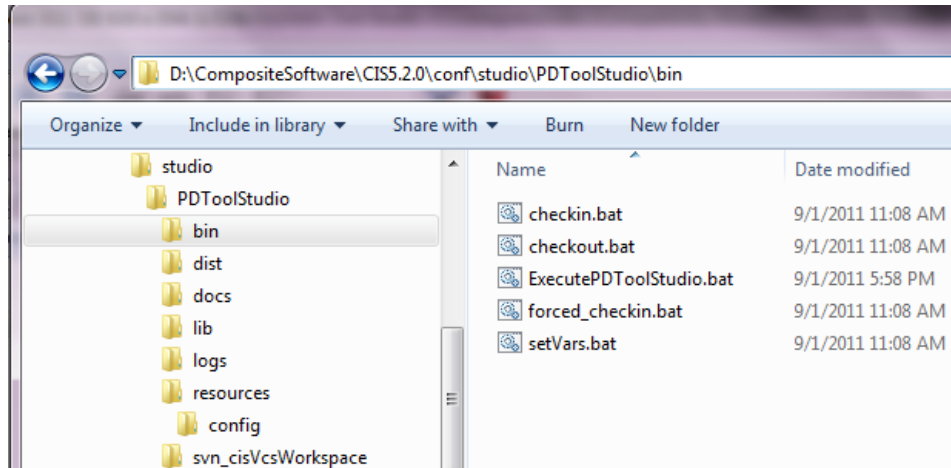 D:\CompositeSoftware\CIS5.2.0\conf\studio\PDToolStudio\bin
Organize Include in library Share with Burn New folder
studio
PDToolStudio
bin
dist
docs
lib
logs
resources
config
svn_cisVcsWorkspace
Name Date modified
checkin.bat 9/1/2011 11:08 AM
checkout.bat 9/1/2011 11:08 AM
ExecutePDToolStudio.bat 9/1/2011 5:58 PM
forced_checkin.bat 9/1/2011 11:08 AM
setVars.bat 9/1/2011 11:08 AM